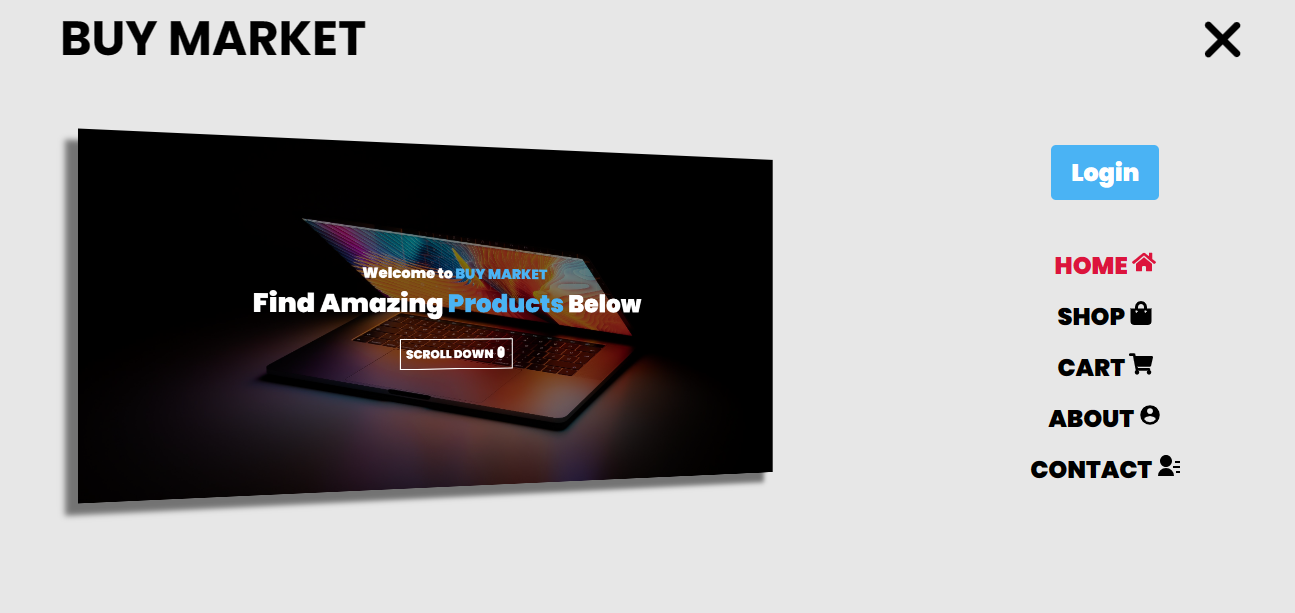 BUY MARKET
Login
Welcome to BUY MARKET
Find Amazing Products Below
SCROLL DOWN
HOME
SHOP
CART
ABOUT
CONTACT